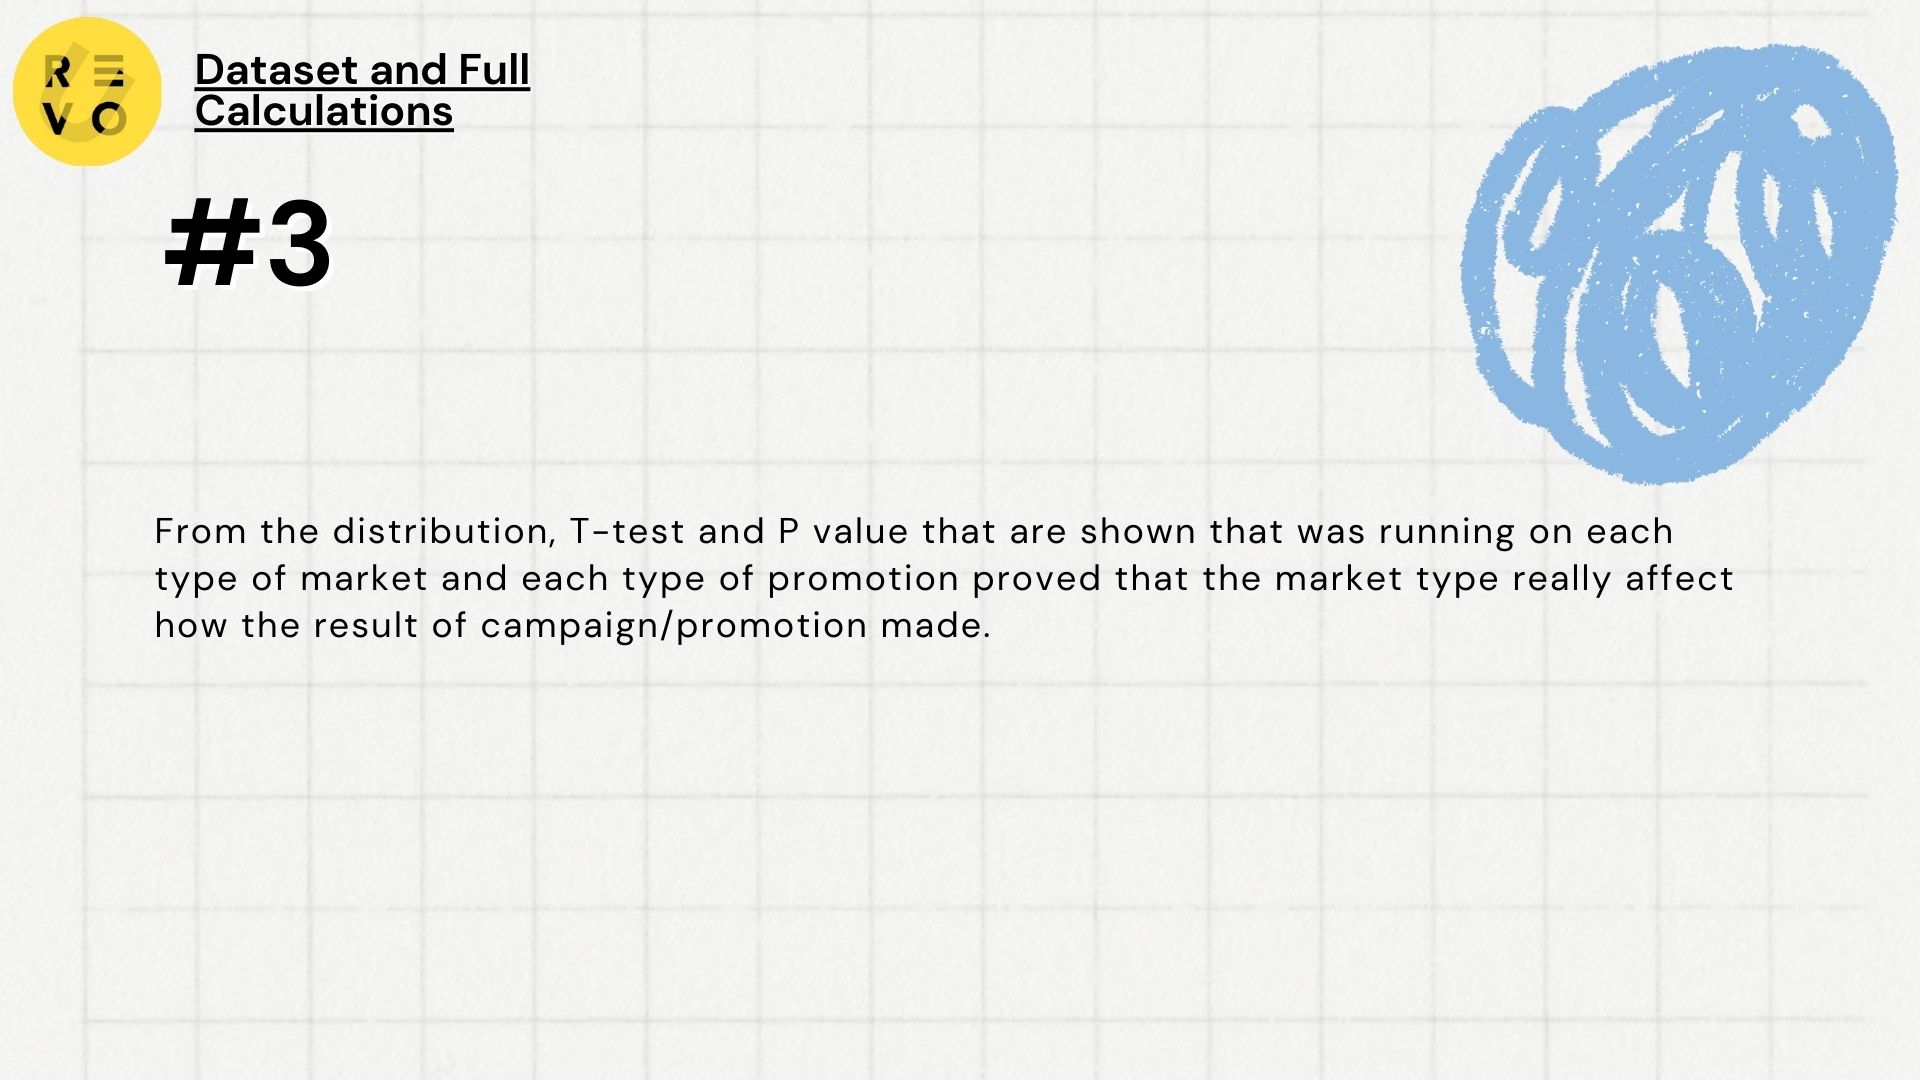 RE
VO
Dataset and Full
Calculations
#3
From the distribution, T-test and P value that are shown that was running on each
type of market and each type of promotion proved that the market type really affect
how the result of campaign/promotion made.